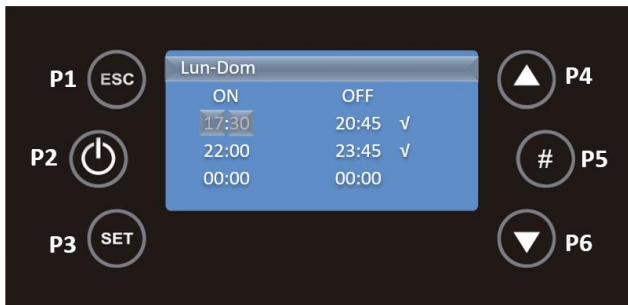 P1 ESC
Lun-Dom
P4
ON OFF
17:30 20:45 √
P2
22:00 23:45 √
# P5
00:00 00:00
P3 SET
P6